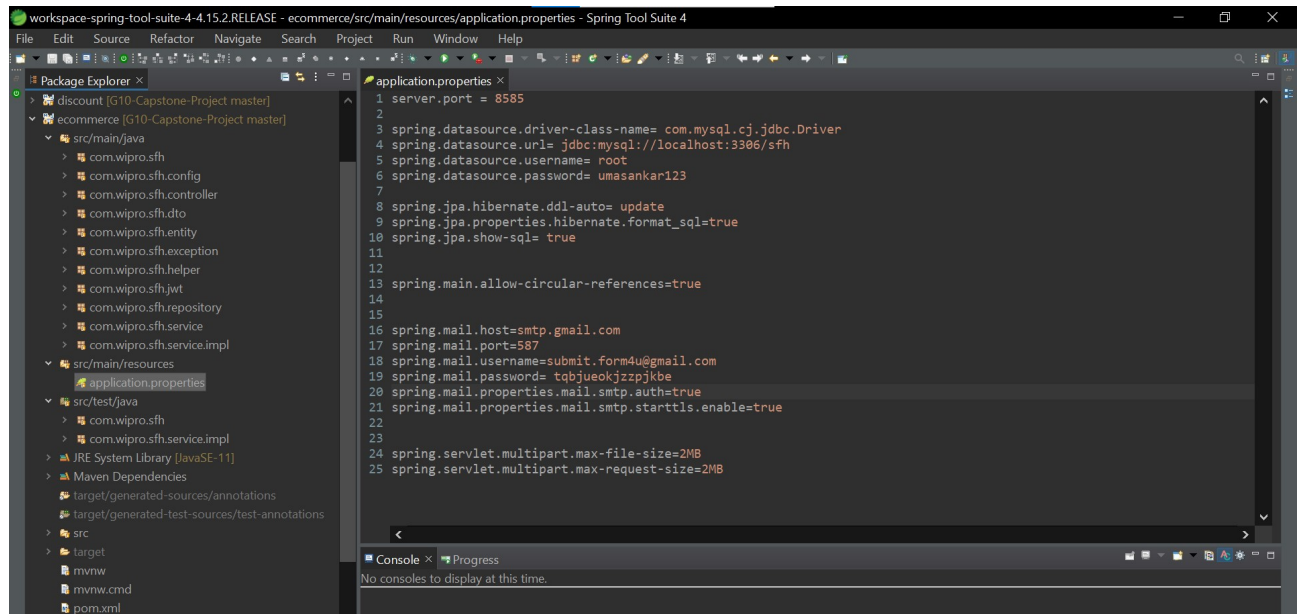 workspace-spring-tool-suite-4-4.15.2.RELEASE - ecommerce/src/main/resources/application.properties - Spring Tool Suite 4
File Edit Source Refactor Navigate Search Project Run Window Help
Package Explorer
discount [G10-Capstone-Project master]
ecommerce [G10-Capstone-Project master]
src/main/java
com.wipro.sfh
com.wipro.sfh.config
com.wipro.sfh.controller
com.wipro.sfh.dto
com.wipro.sfh.entity
com.wipro.sfh.exception
com.wipro.sfh.helper
com.wipro.sfh.jwt
com.wipro.sfh.repository
com.wipro.sfh.service
com.wipro.sfh.service.impl
src/main/resources
application.properties
src/test/java
com.wipro.sfh
com.wipro.sfh.service.impl
JRE System Library [JavaSE-11]
Maven Dependencies
target/generated-sources/annotations
target/generated-test-sources/test-annotations
src
target
mvnw
mvnw.cmd
pom.xml
application.properties
1 server.port = 8585
2
3 spring.datasource.driver-class-name= com.mysql.cj.jdbc.Driver
4 spring.datasource.url= jdbc:mysql://localhost:3306/sfh
5 spring.datasource.username= root
6 spring.datasource.password= umasankar123
7
8 spring.jpa.hibernate.ddl-auto= update
9 spring.jpa.properties.hibernate.format_sql=true
10 spring.jpa.show-sql= true
11
12
13 spring.main.allow-circular-references=true
14
15
16 spring.mail.host=smtp.gmail.com
17 spring.mail.port=587
18 spring.mail.username=submit.form4u@gmail.com
19 spring.mail.password= tqbjueokjzzpjkbe
20 spring.mail.properties.mail.smtp.auth=true
21 spring.mail.properties.mail.smtp.starttls.enable=true
22
23
24 spring.servlet.multipart.max-file-size=2MB
25 spring.servlet.multipart.max-request-size=2MB
Console Progress
No consoles to display at this time.